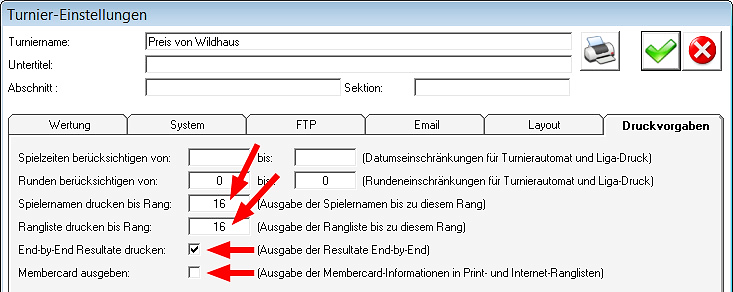 Turnier-Einstellungen
Turniername: Preis von Wildhaus
Untertitel:
Abschnitt : Sektion:
Wertung System FTP Email Layout Druckvorgaben
Spielzeiten berücksichtigen von: bis: (Datumseinschränkungen für Turnierautomat und Liga-Druck)
Runden berücksichtigen von: 0 bis: 0 (Rundeneinschränkungen für Turnierautomat und Liga-Druck)
Spielernamen drucken bis Rang: 16 (Ausgabe der Spielernamen bis zu diesem Rang)
Rangliste drucken bis Rang: 16 (Ausgabe der Rangliste bis zu diesem Rang)
End-by-End Resultate drucken: (Ausgabe der Resultate End-by-End)
Membercard ausgeben: (Ausgabe der Membercard-Informationen in Print- und Internet-Ranglisten)